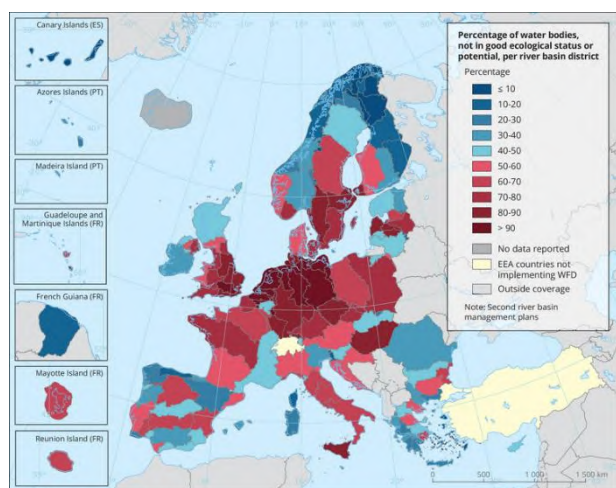 Canary Islands (ES)
Azores Islands (PT)
Madeira Island (PT)
Guadeloupe and
Martinique Islands (FR)
French Guiana (FR)
Mayotte Island (FR)
Reunion Island (FR)
Percentage of water bodies,
not in good ecological status or
potential, per river basin district
Percentage
≤ 10
10-20
20-30
30-40
40-50
50-60
60-70
70-80
80-90
> 90
No data reported
EEA countries not
implementing WFD
Outside coverage
Note: Second river basin
management plans
0 500 1 000 1 500 km